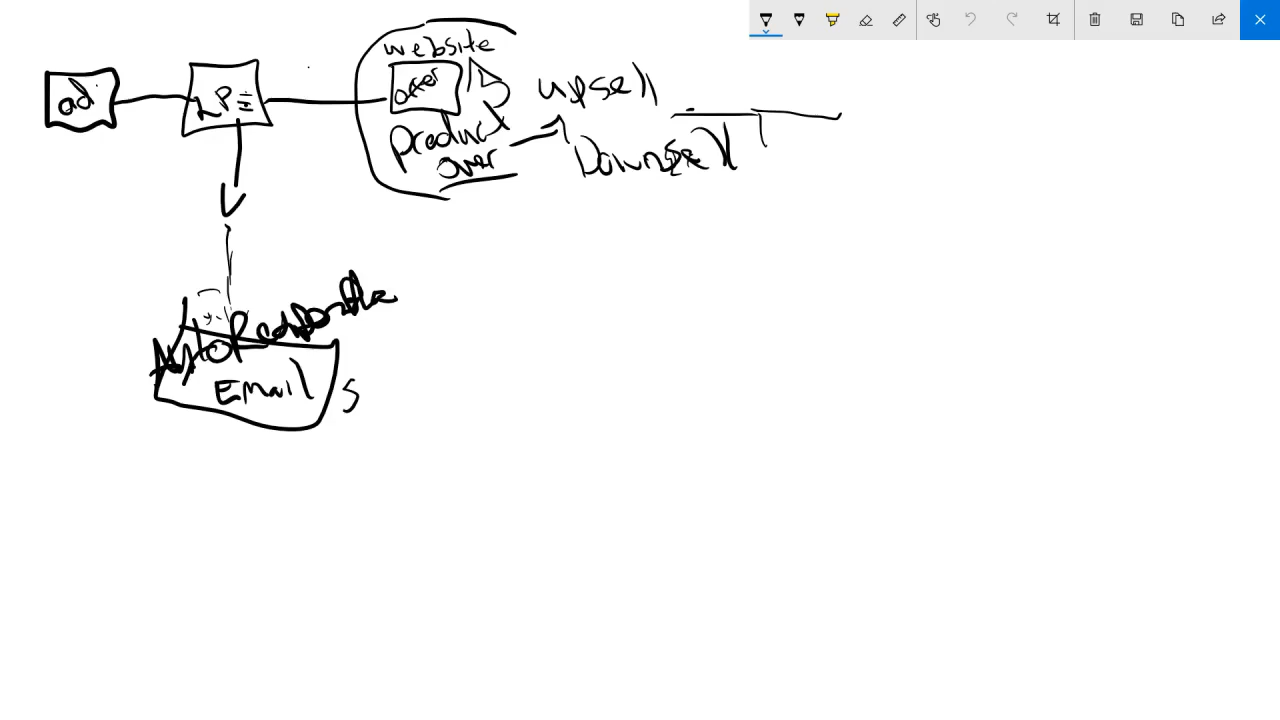 website
ad
LP
offer
upsell
product
over
Downsell
Email
S